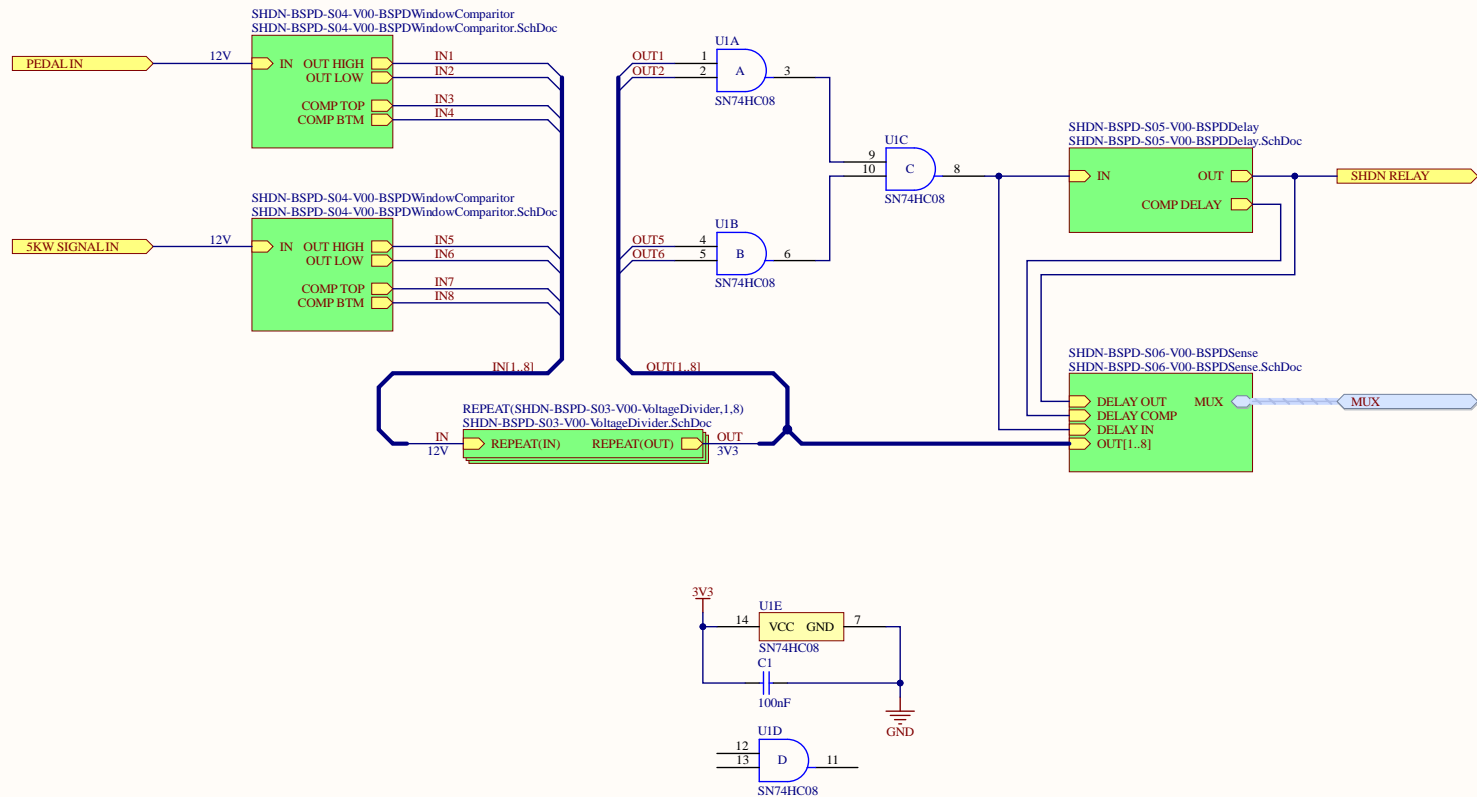 SHDN-BSPD-S04-V00-BSPDWindowComparitor
SHDN-BSPD-S04-V00-BSPDWindowComparitor.SchDoc
PEDAL IN
12V
IN
OUT HIGH
OUT LOW
COMP TOP
COMP BTM
IN1
IN2
IN3
IN4
SHDN-BSPD-S04-V00-BSPDWindowComparitor
SHDN-BSPD-S04-V00-BSPDWindowComparitor.SchDoc
5KW SIGNAL IN
12V
IN
OUT HIGH
OUT LOW
COMP TOP
COMP BTM
IN5
IN6
IN7
IN8
IN[1..8]
OUT[1..8]
REPEAT(SHDN-BSPD-S03-V00-VoltageDivider,1,8)
SHDN-BSPD-S03-V00-VoltageDivider.SchDoc
IN
12V
REPEAT(IN)
REPEAT(OUT)
OUT
3V3
U1A
OUT1
OUT2
1
2
A
3
SN74HC08
U1B
OUT5
OUT6
4
5
B
6
SN74HC08
U1C
9
10
C
8
SN74HC08
SHDN-BSPD-S05-V00-BSPDDelay
SHDN-BSPD-S05-V00-BSPDDelay.SchDoc
IN
OUT
COMP DELAY
SHDN RELAY
SHDN-BSPD-S06-V00-BSPDSense
SHDN-BSPD-S06-V00-BSPDSense.SchDoc
DELAY OUT
DELAY COMP
DELAY IN
OUT[1..8]
MUX
MUX
3V3
U1E
14
VCC
GND
7
SN74HC08
C1
100nF
GND
U1D
12
13
D
11
SN74HC08